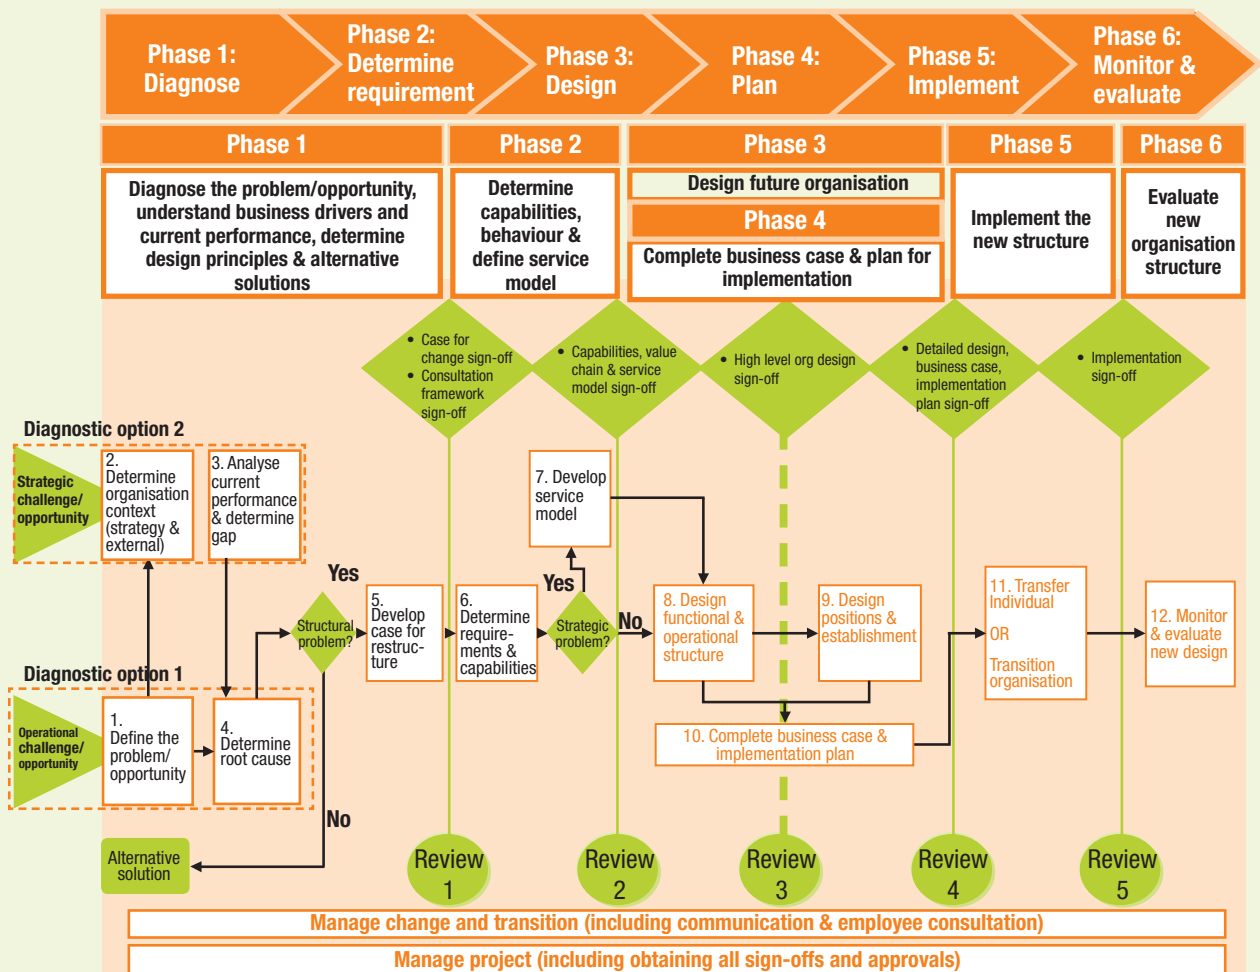 Phase 1:
Diagnose
Phase 2:
Determine
requirement
Phase 3:
Design
Phase 4:
Plan
Phase 5:
Implement
Phase 6:
Monitor &
evaluate
Phase 1
Phase 2
Phase 3
Phase 5
Phase 6
Diagnose the problem/opportunity,
understand business drivers and
current performance, determine
design principles & alternative
solutions
Determine
capabilities,
behaviour &
define service
model
Design future organisation
Phase 4
Complete business case & plan for
implementation
Implement the
new structure
Evaluate
new
organisation
structure
• Case for
change sign-off
• Consultation
framework
sign-off
• Capabilities, value
chain & service
model sign-off
• High level org design
sign-off
• Detailed design,
business case,
implementation
plan sign-off
• Implementation
sign-off
Diagnostic option 2
Strategic
challenge/
opportunity
2.
Determine
organisation
context
(strategy &
external)
3. Analyse
current
performance
& determine
gap
7. Develop
service
model
Yes
Structural
problem?
5.
Develop
case for
restruc-
ture
6.
Determine
require-
ments &
capabilities
Yes
Strategic
problem?
No
8. Design
functional &
operational
structure
9. Design
positions &
establishment
11. Transfer
Individual
OR
Transition
organisation
12. Monitor
& evaluate
new design
Diagnostic option 1
Operational
challenge/
opportunity
1.
Define the
problem/
opportunity
4.
Determine
root cause
10. Complete business case &
implementation plan
No
Alternative
solution
Review
1
Review
2
Review
3
Review
4
Review
5
Manage change and transition (including communication & employee consultation)
Manage project (including obtaining all sign-offs and approvals)